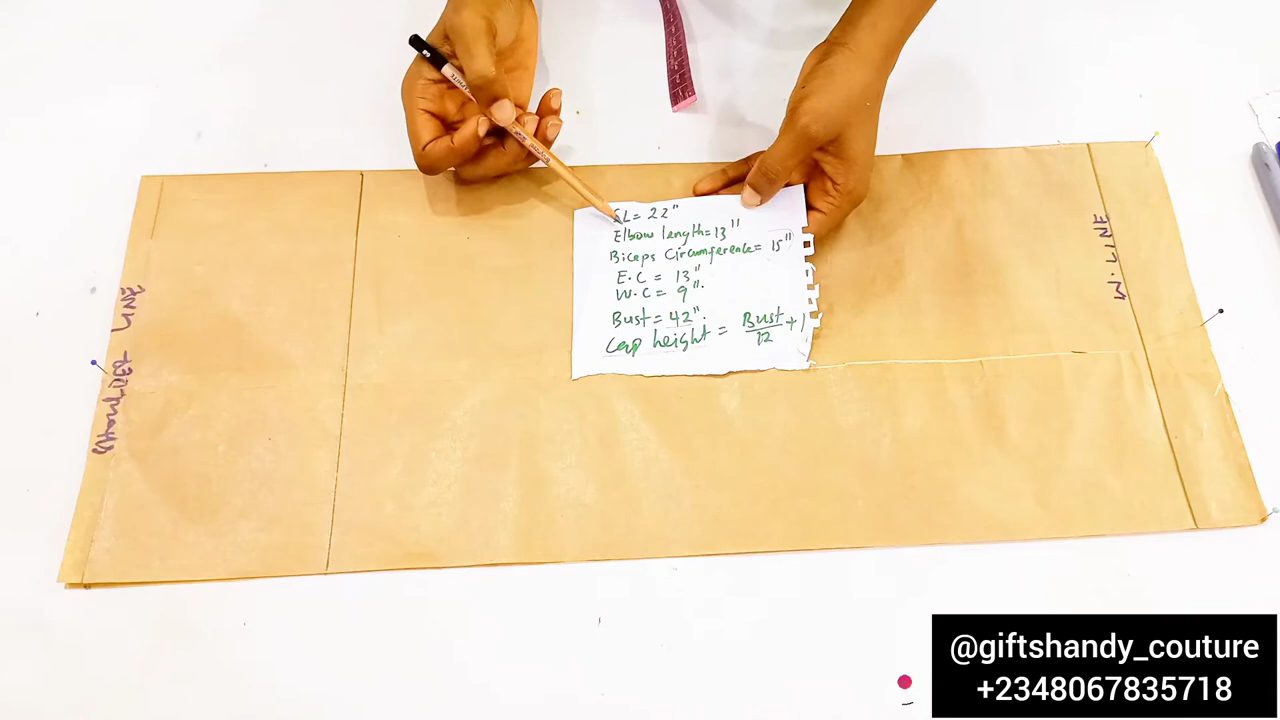 SL = 22"
Elbow length = 13"
Biceps Circumference = 15"
E.C = 13"
W.C = 9".
Bust = 42".
Cap height = Bust/12 + 1
SHOULDER LINE
W. LINE
@giftshandy_couture
+2348067835718